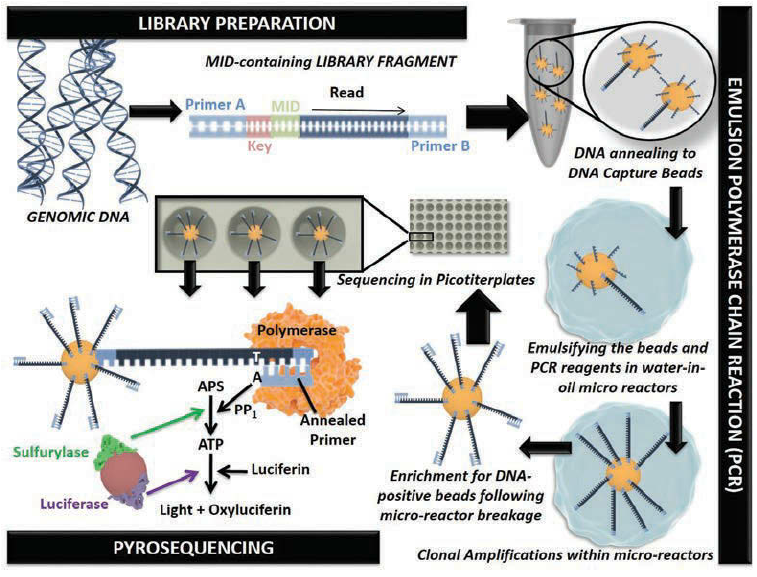 LIBRARY PREPARATION
MID-containing LIBRARY FRAGMENT
Primer A
MID
Read
Key
Primer B
GENOMIC DNA
DNA annealing to
DNA Capture Beads
EMULSION POLYMERASE CHAIN REACTION (PCR)
Emulsifying the beads and
PCR reagents in water-in-
oil micro reactors
Clonal Amplifications within micro-reactors
Enrichment for DNA-
positive beads following
micro-reactor breakage
Sequencing in Picotiterplates
Polymerase
T
A
Annealed
Primer
APS
PP1
ATP
Sulfurylase
Luciferase
Luciferin
Light + Oxyluciferin
PYROSEQUENCING